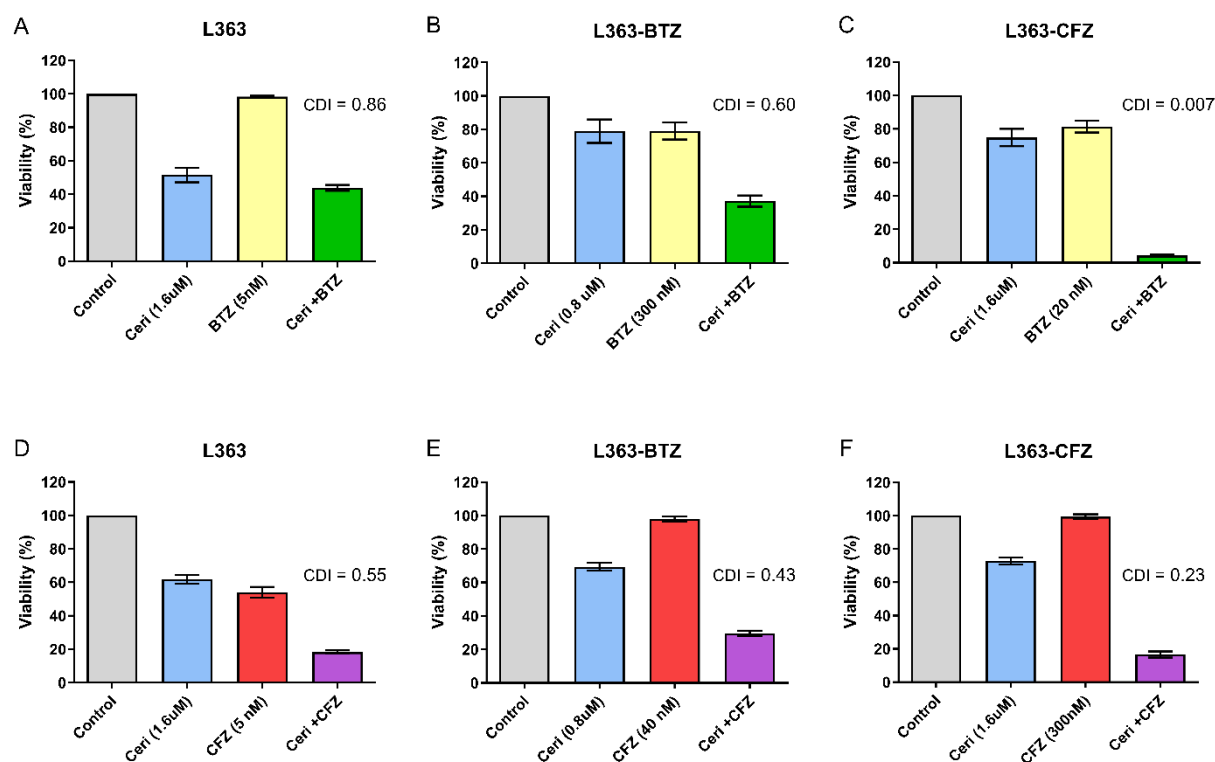 A
L363
Viability (%)
120
100
80
60
40
20
0
CDI = 0.86
Control
Ceri (1.6uM)
BTZ (5nM)
Ceri +BTZ
B
L363-BTZ
Viability (%)
120
100
80
60
40
20
0
CDI = 0.60
Control
Ceri (0.8 uM)
BTZ (300 nM)
Ceri +BTZ
C
L363-CFZ
Viability (%)
120
100
80
60
40
20
0
CDI = 0.007
Control
Ceri (1.6uM)
BTZ (20 nM)
Ceri +BTZ
D
L363
Viability (%)
120
100
80
60
40
20
0
CDI = 0.55
Control
Ceri (1.6uM)
CFZ (5 nM)
Ceri +CFZ
E
L363-BTZ
Viability (%)
120
100
80
60
40
20
0
CDI = 0.43
Control
Ceri (0.8uM)
CFZ (40 nM)
Ceri +CFZ
F
L363-CFZ
Viability (%)
120
100
80
60
40
20
0
CDI = 0.23
Control
Ceri (1.6uM)
CFZ (300nM)
Ceri +CFZ